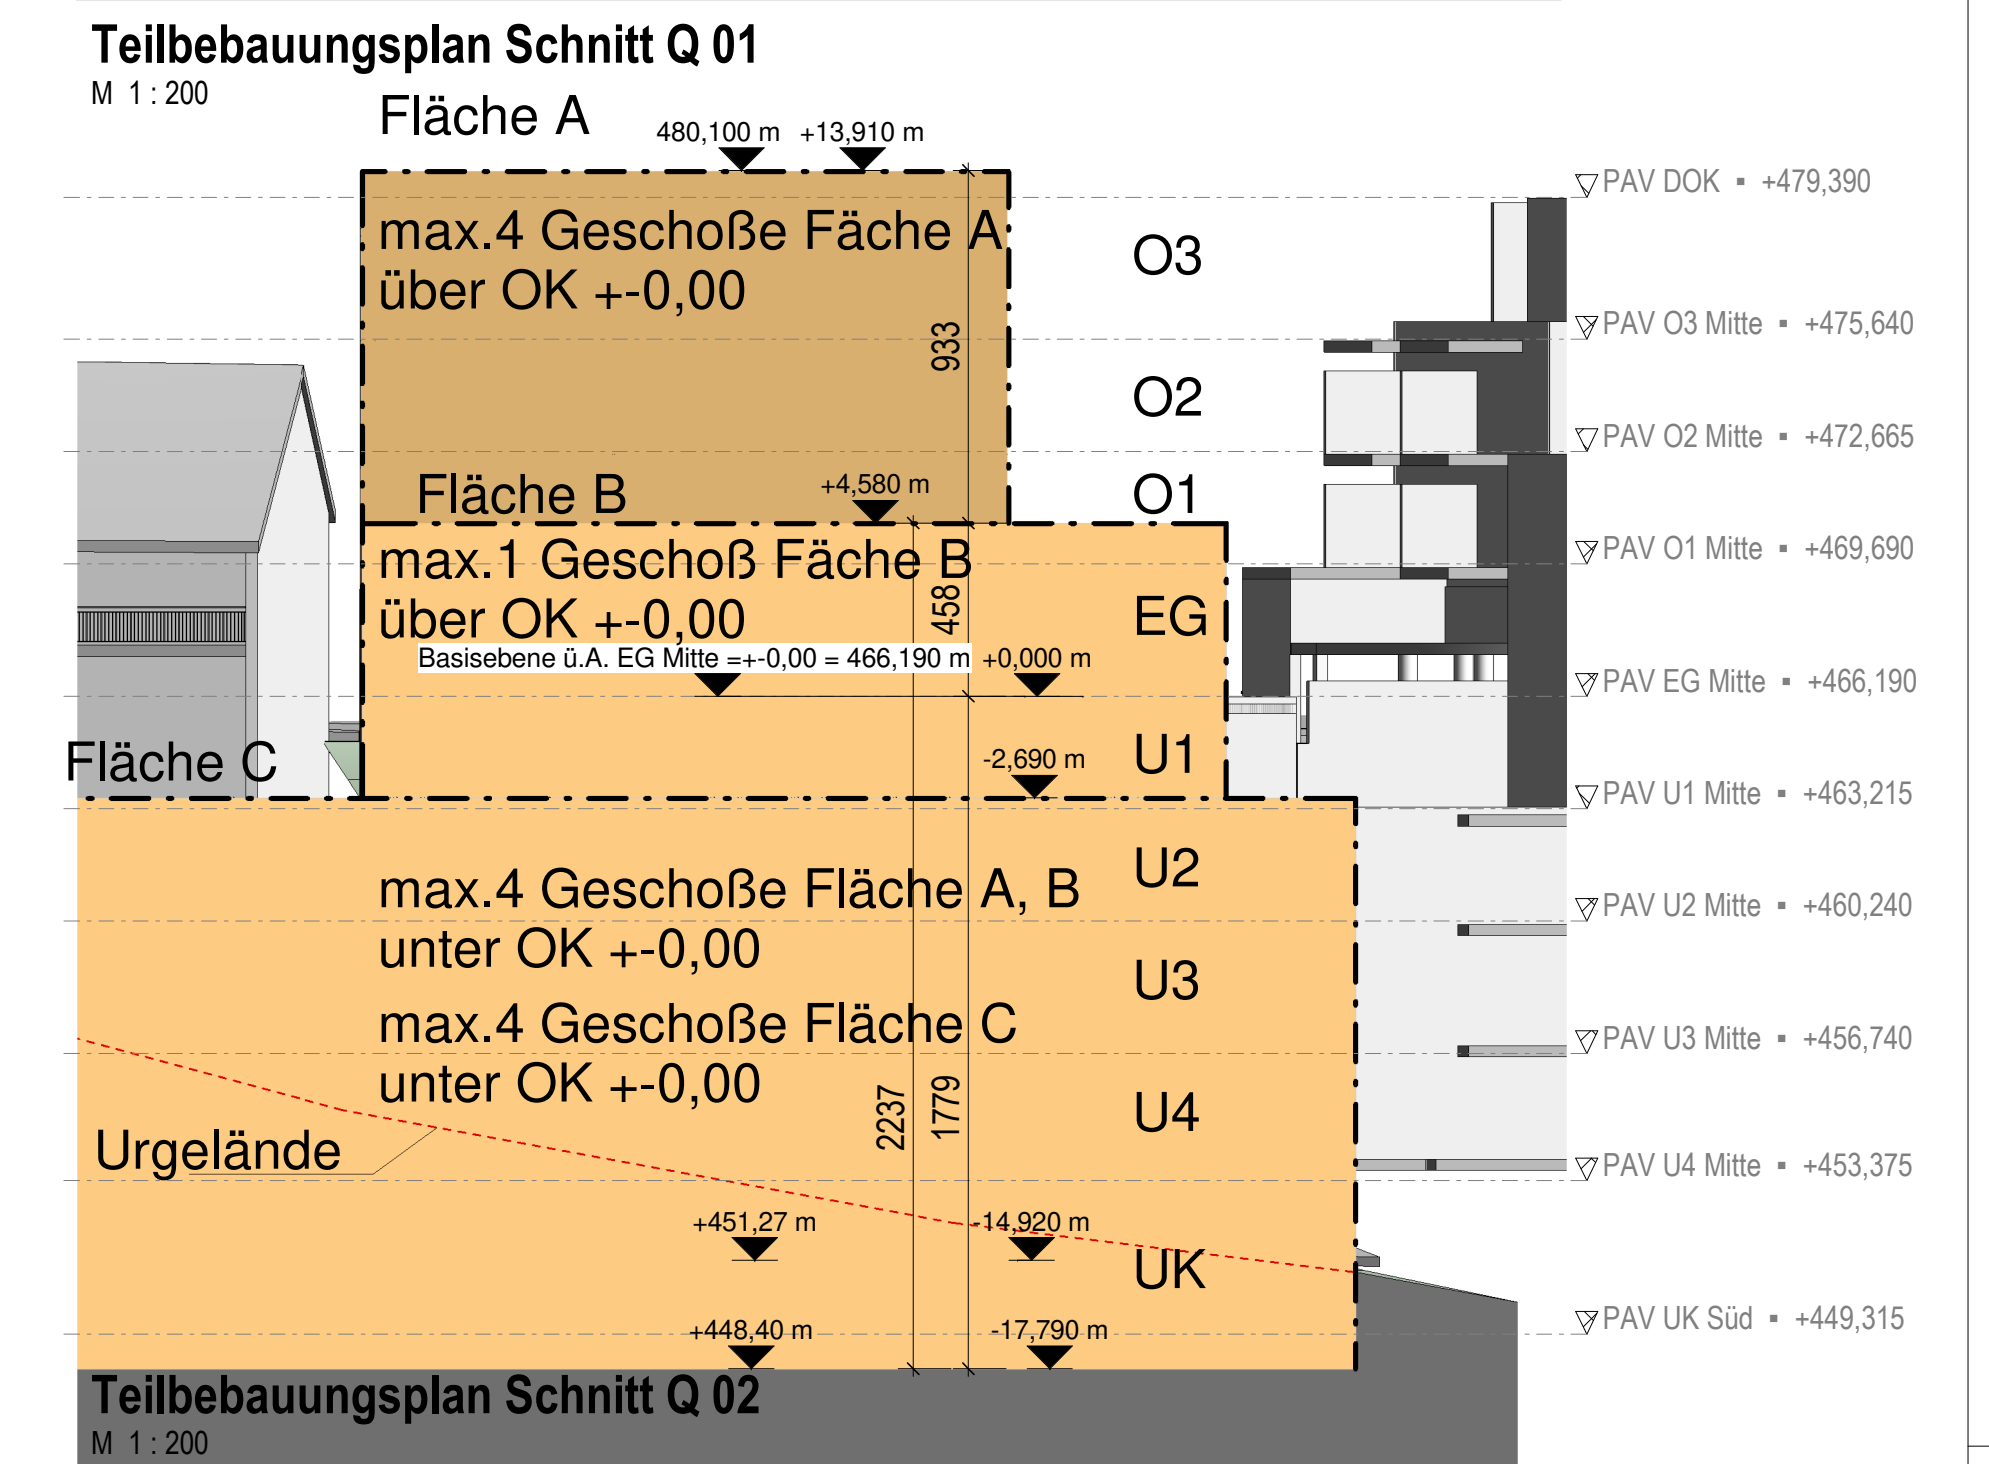 Teilbebauungsplan Schnitt Q 01
M 1 : 200
Fläche A
480,100 m +13,910 m
PAV DOK ▪ +479,390
max.4 Geschoße Fäche A
über OK +-0,00
O3
933
PAV O3 Mitte ▪ +475,640
O2
PAV O2 Mitte ▪ +472,665
Fläche B
+4,580 m
O1
max.1 Geschoß Fäche B
über OK +-0,00
PAV O1 Mitte ▪ +469,690
458
EG
Basisebene ü.A. EG Mitte =+-0,00 = 466,190 m +0,000 m
PAV EG Mitte ▪ +466,190
Fläche C
-2,690 m
U1
PAV U1 Mitte ▪ +463,215
max.4 Geschoße Fläche A, B
unter OK +-0,00
U2
PAV U2 Mitte ▪ +460,240
U3
max.4 Geschoße Fläche C
unter OK +-0,00
PAV U3 Mitte ▪ +456,740
2237
1779
U4
Urgelände
PAV U4 Mitte ▪ +453,375
+451,27 m
-14,920 m
UK
+448,40 m
-17,790 m
PAV UK Süd ▪ +449,315
Teilbebauungsplan Schnitt Q 02
M 1 : 200